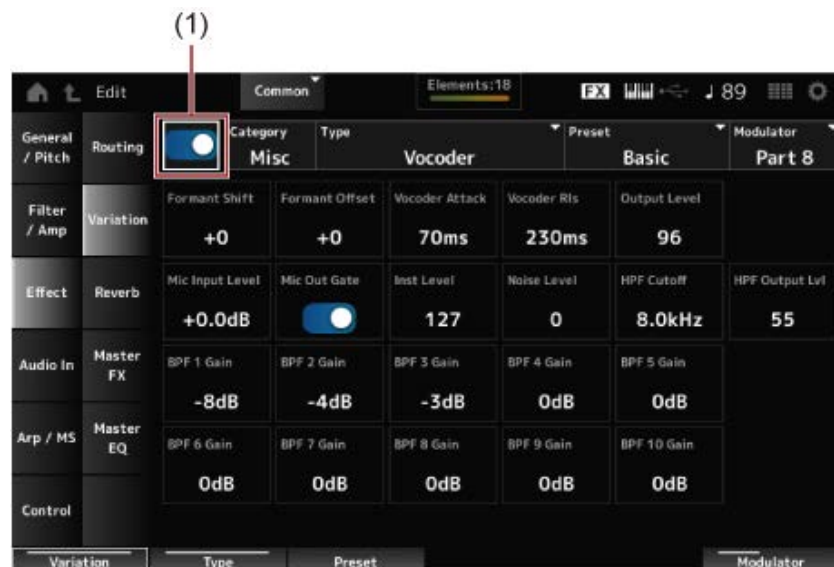 (1)
Edit
Common
Elements:18
FX
89
General / Pitch
Routing
Category
Misc
Type
Vocoder
Preset
Basic
Modulator
Part 8
Filter / Amp
Variation
Formant Shift
+0
Formant Offset
+0
Vocoder Attack
70ms
Vocoder Rls
230ms
Output Level
96
Effect
Reverb
Mic Input Level
+0.0dB
Mic Out Gate
Inst Level
127
Noise Level
0
HPF Cutoff
8.0kHz
HPF Output Lvl
55
Audio In
Master FX
BPF 1 Gain
-8dB
BPF 2 Gain
-4dB
BPF 3 Gain
-3dB
BPF 4 Gain
0dB
BPF 5 Gain
0dB
Arp / MS
Master EQ
BPF 6 Gain
0dB
BPF 7 Gain
0dB
BPF 8 Gain
0dB
BPF 9 Gain
0dB
BPF 10 Gain
0dB
Control
Variation
Type
Preset
Modulator